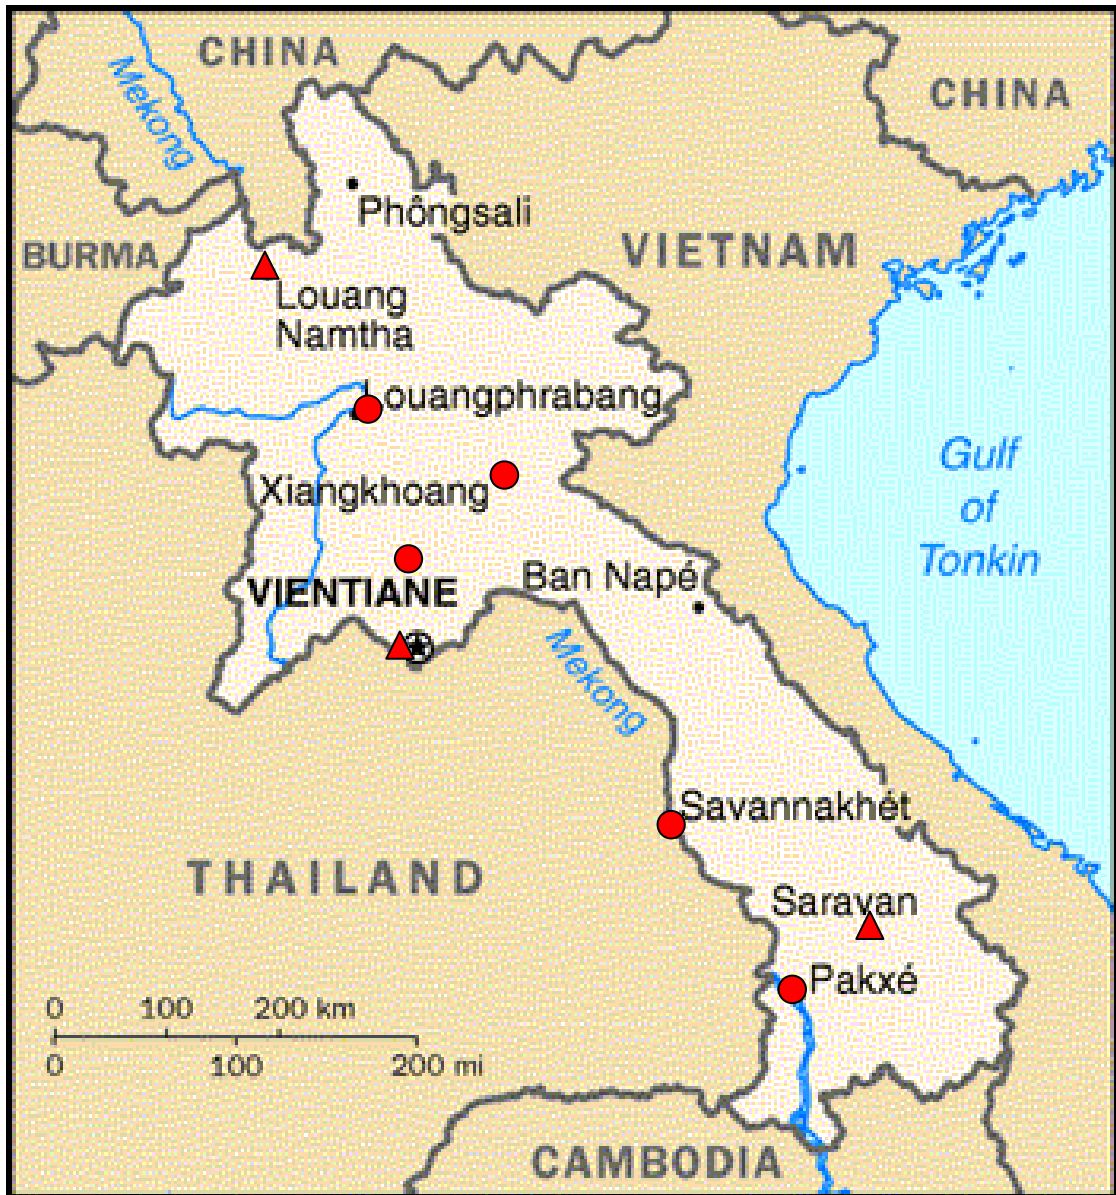 CHINA
CHINA
Mekong
Phôngsali
BURMA
VIETNAM
Louang
Namtha
Louangphrabang
Gulf
of
Tonkin
Xiangkhoang
VIENTIANE
Ban Napé
Mekong
Savannakhét
THAILAND
Saravan
Pakxé
0 100 200 km
0 100 200 mi
CAMBODIA